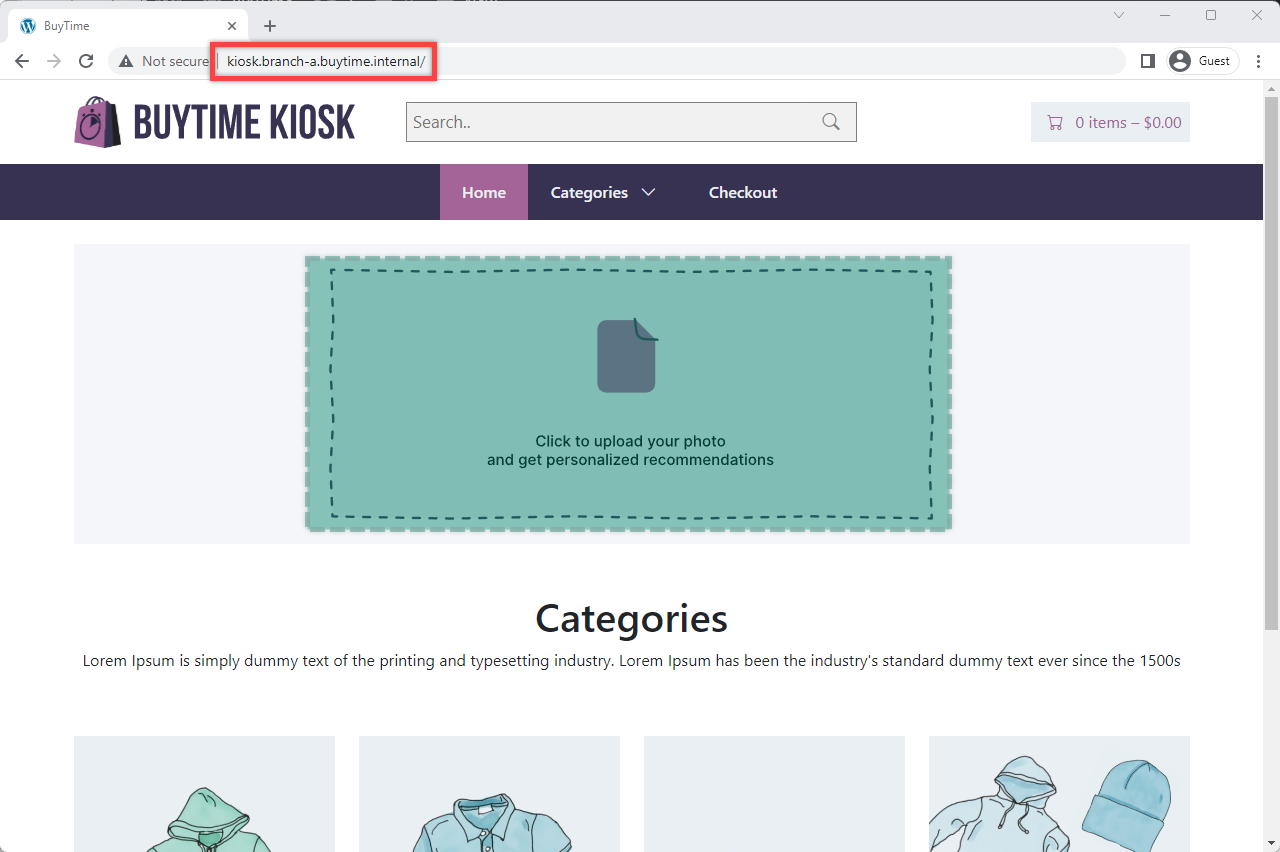 BuyTime
Not secure kiosk.branch-a.buytime.internal/
Guest
BUYTIME KIOSK
Search..
0 items – $0.00
Home
Categories
Checkout
Click to upload your photo
and get personalized recommendations
Categories
Lorem Ipsum is simply dummy text of the printing and typesetting industry. Lorem Ipsum has been the industry's standard dummy text ever since the 1500s